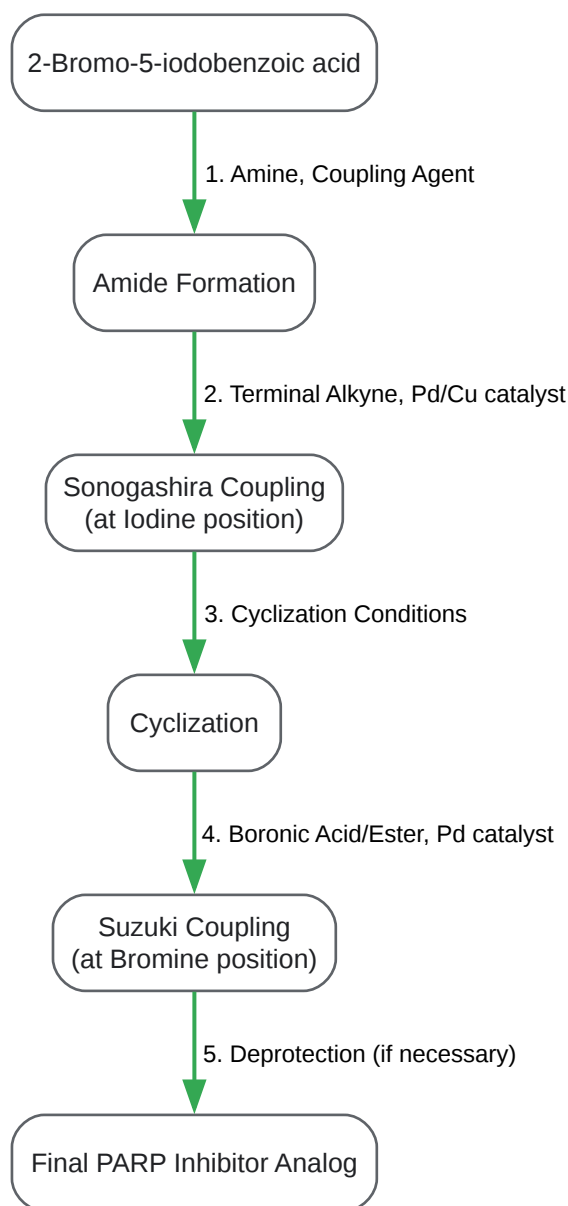 2-Bromo-5-iodobenzoic acid
1. Amine, Coupling Agent
Amide Formation
2. Terminal Alkyne, Pd/Cu catalyst
Sonogashira Coupling
(at Iodine position)
3. Cyclization Conditions
Cyclization
4. Boronic Acid/Ester, Pd catalyst
Suzuki Coupling
(at Bromine position)
5. Deprotection (if necessary)
Final PARP Inhibitor Analog